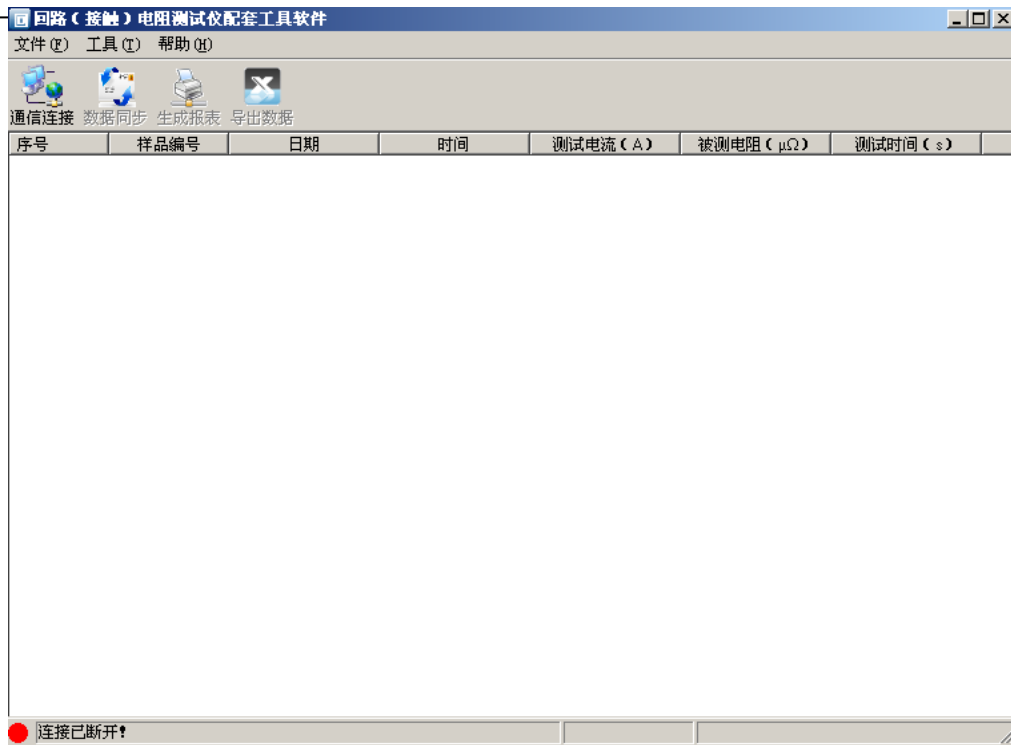 回路(接触)电阻测试仪配套工具软件
文件(F) 工具(T) 帮助(H)
通信连接 数据同步 生成报表 导出数据
序号 样品编号 日期 时间 测试电流(A) 被测电阻(μΩ) 测试时间(s)
连接已断开!